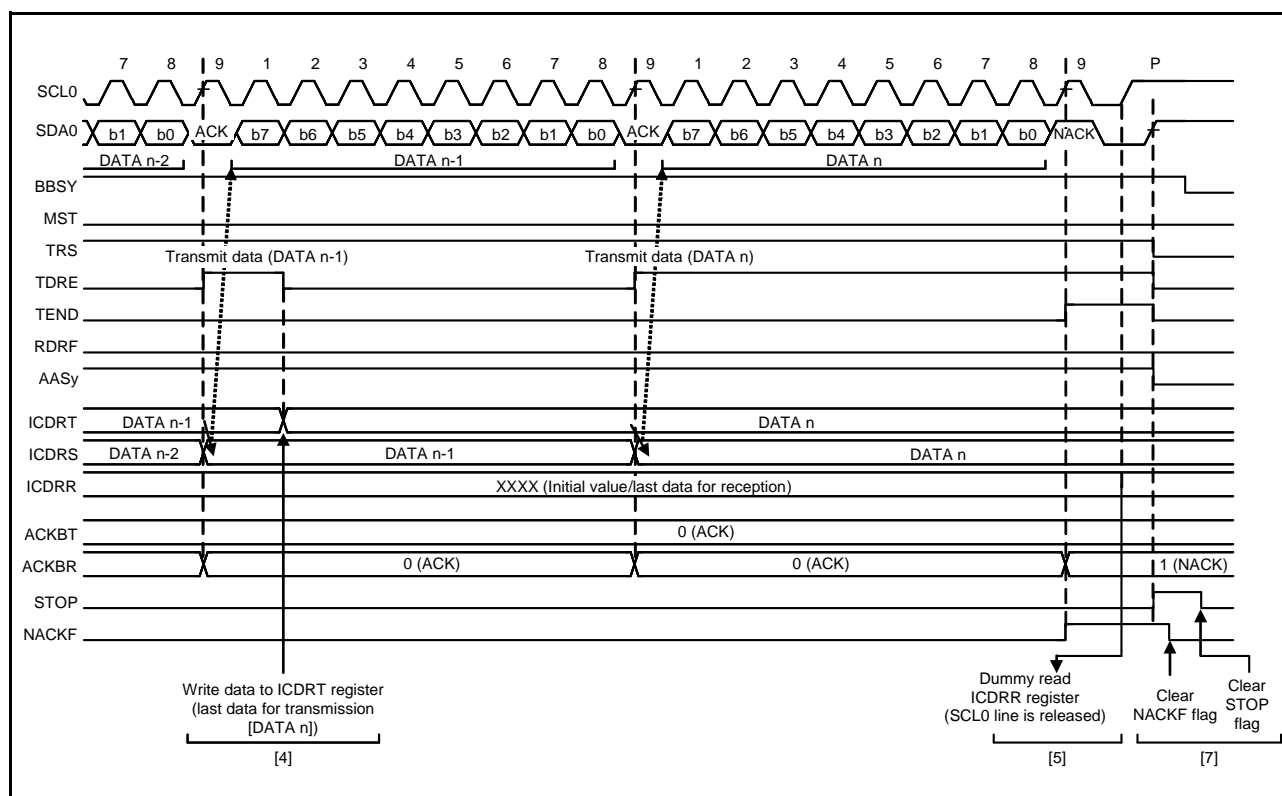 7 8 9 1 2 3 4 5 6 7 8 9 1 2 3 4 5 6 7 8 9 P
SCL0
SDA0 b1 b0 ACK b7 b6 b5 b4 b3 b2 b1 b0 ACK b7 b6 b5 b4 b3 b2 b1 b0 NACK
DATA n-2 DATA n-1 DATA n
BBSY
MST
TRS
Transmit data (DATA n-1) Transmit data (DATA n)
TDRE
TEND
RDRF
AASy
ICDRT DATA n-1 DATA n
ICDRS DATA n-2 DATA n-1 DATA n
ICDRR XXXX (Initial value/last data for reception)
ACKBT 0 (ACK)
ACKBR 0 (ACK) 0 (ACK) 1 (NACK)
STOP
NACKF
Write data to ICDRT register
(last data for transmission
[DATA n])
[4]
Dummy read
ICDRR register
(SCL0 line is released)
[5]
Clear
NACKF flag
Clear
STOP
flag
[7]